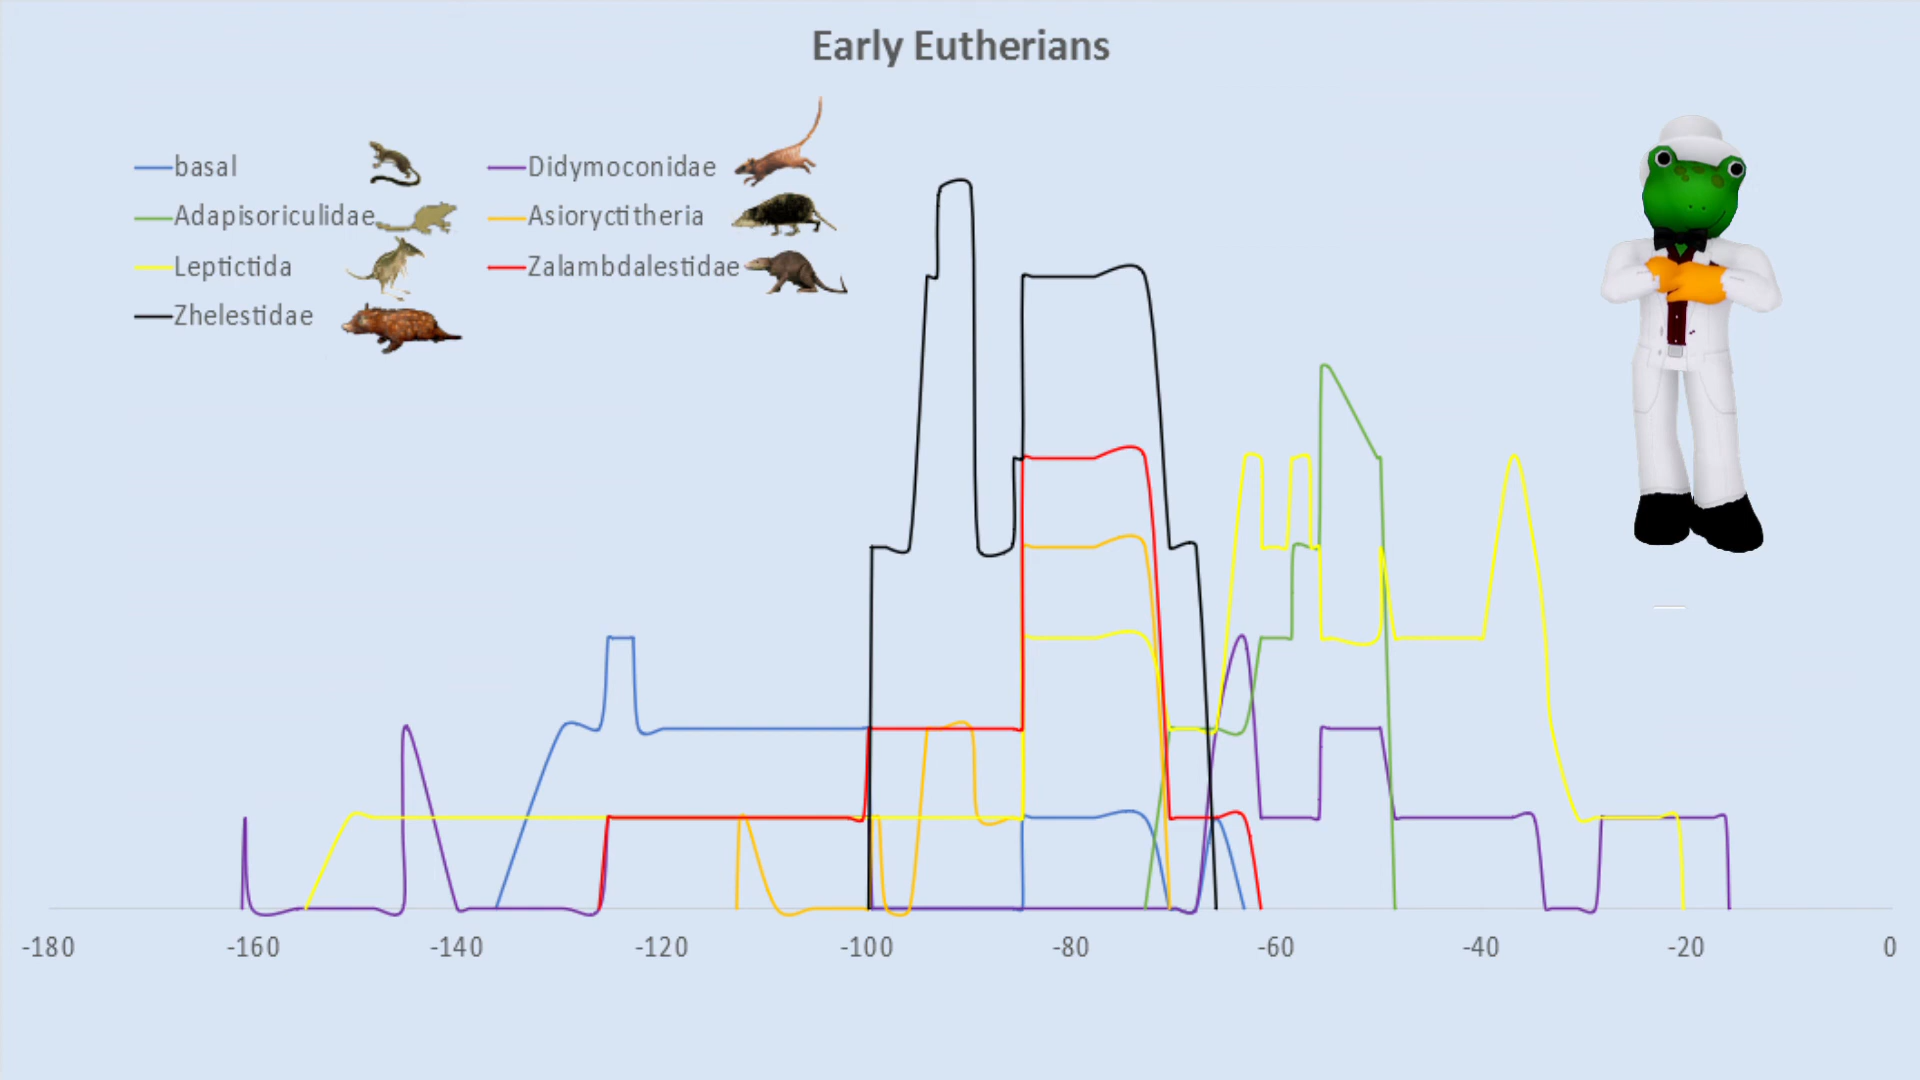 Early Eutherians
basal
Didymoconidae
Adapisoriculidae
Asioryctitheria
Leptictida
Zalambdalestidae
Zhelestidae
-180 -160 -140 -120 -100 -80 -60 -40 -20 0